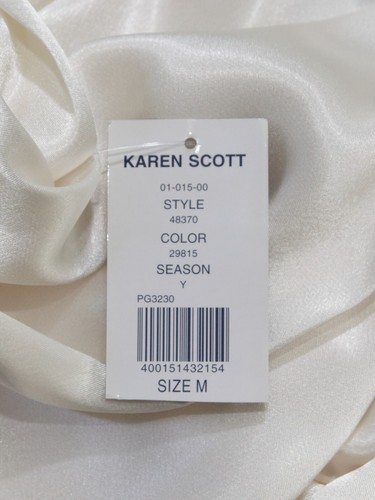 KAREN SCOTT
01-015-00
STYLE
48370
COLOR
29815
SEASON
Y
PG3230
400151432154
SIZE M